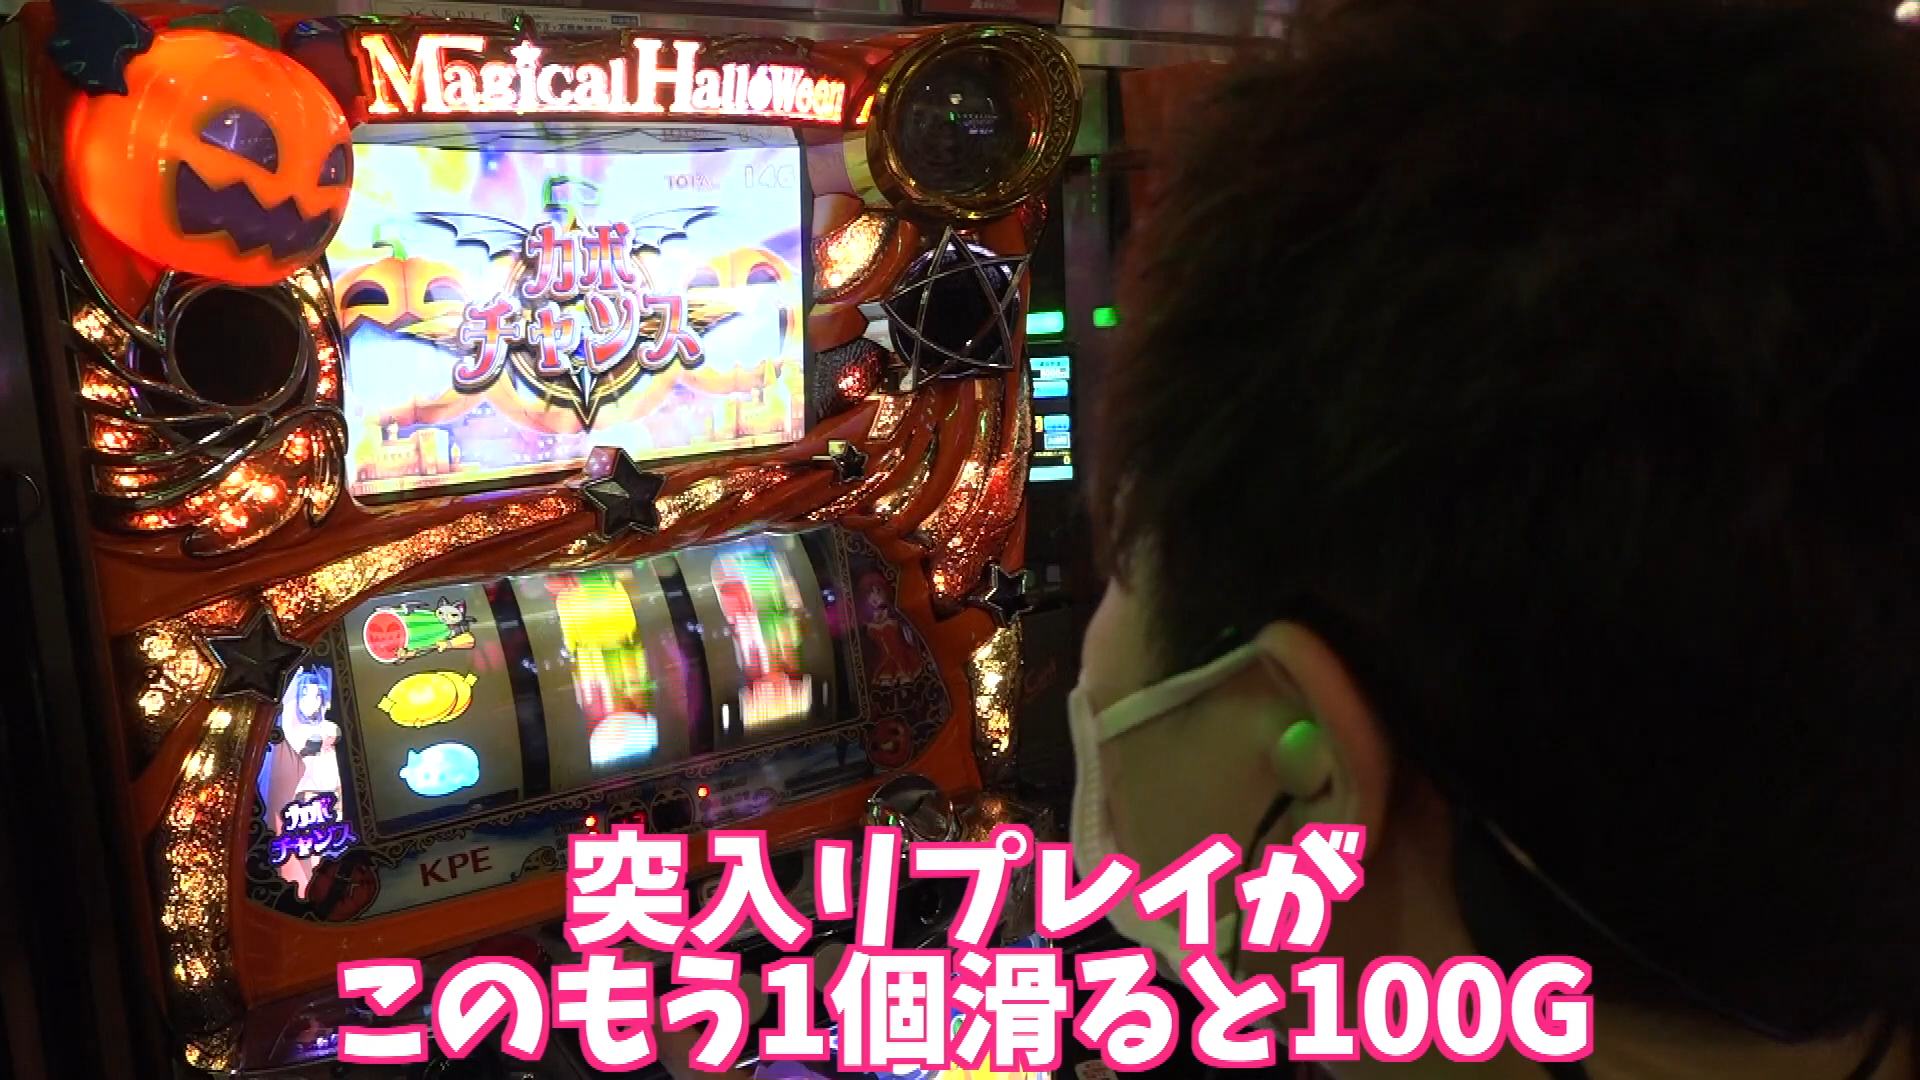 Magical Halloween
TOTAL 146
カボ
チャンス
カボ
チャンス
KPE
突入リプレイが
このもう1個滑ると100G